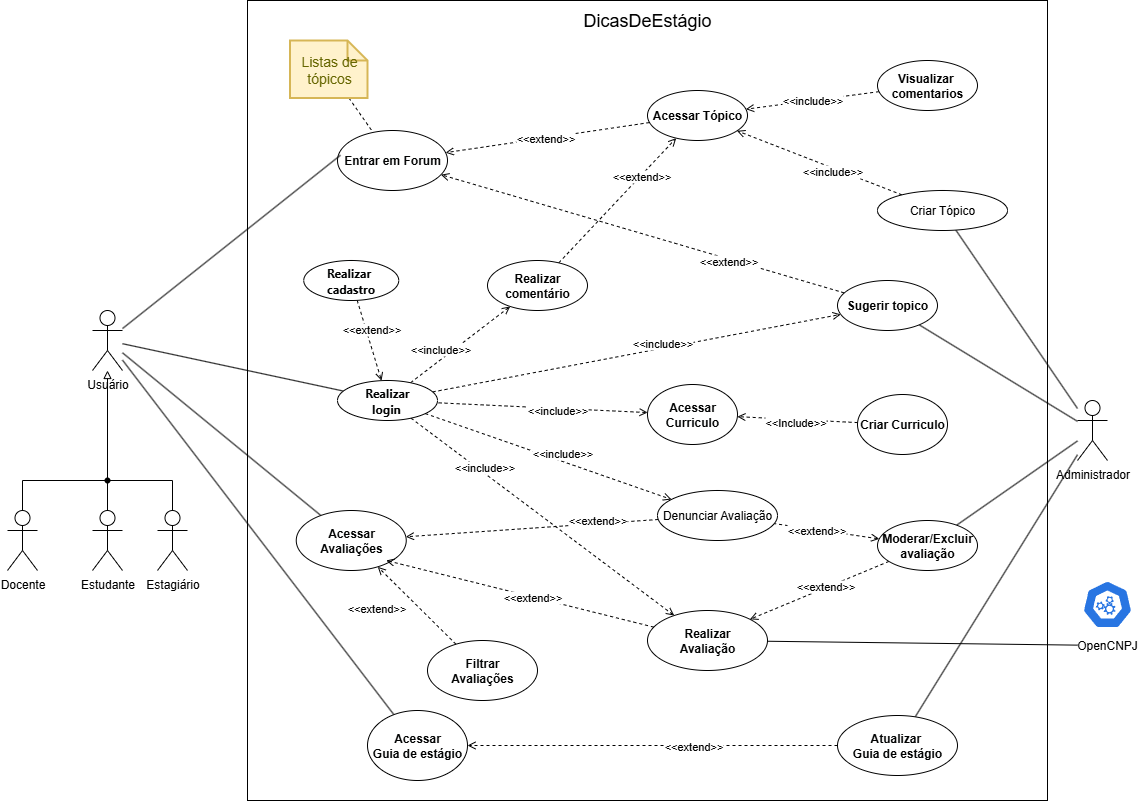 DicasDeEstágio
Listas de
tópicos
Visualizar
comentarios
<<include>>
Acessar Tópico
<<extend>>
Entrar em Forum
<<extend>>
<<include>>
Criar Tópico
<<extend>>
Realizar
cadastro
Realizar
comentário
Sugerir topico
<<extend>>
<<include>>
<<include>>
Usuário
Realizar
login
Acessar
Curriculo
<<include>>
<<Include>>
Criar Curriculo
<<include>>
<<include>>
Administrador
Denunciar Avaliação
<<extend>>
<<extend>>
Acessar
Avaliações
Moderar/Excluir
avaliação
Docente
Estudante
Estagiário
<<extend>>
<<extend>>
<<extend>>
Realizar
Avaliação
OpenCNPJ
Filtrar
Avaliações
Acessar
Guia de estágio
<<extend>>
Atualizar
Guia de estágio